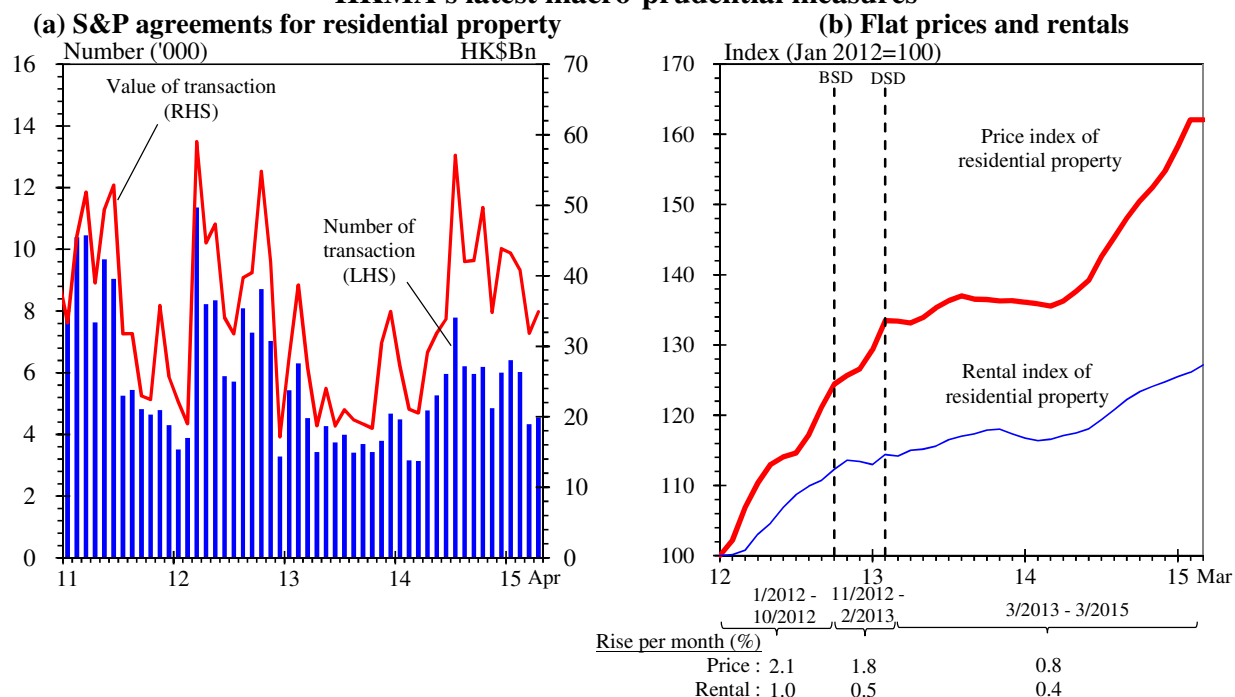 HKMA's latest macro-prudential measures
(a) S&P agreements for residential property
Number ('000)
HK$Bn
16
14
12
10
8
6
4
2
0
70
60
50
40
30
20
10
0
Value of transaction
(RHS)
Number of
transaction
(LHS)
11
12
13
14
15
Apr
(b) Flat prices and rentals
Index (Jan 2012=100)
170
160
150
140
130
120
110
100
BSD
DSD
Price index of
residential property
Rental index of
residential property
12
13
14
15
Mar
1/2012 -
10/2012
11/2012 -
2/2013
3/2013 - 3/2015
Rise per month (%)
Price : 2.1 1.8 0.8
Rental : 1.0 0.5 0.4